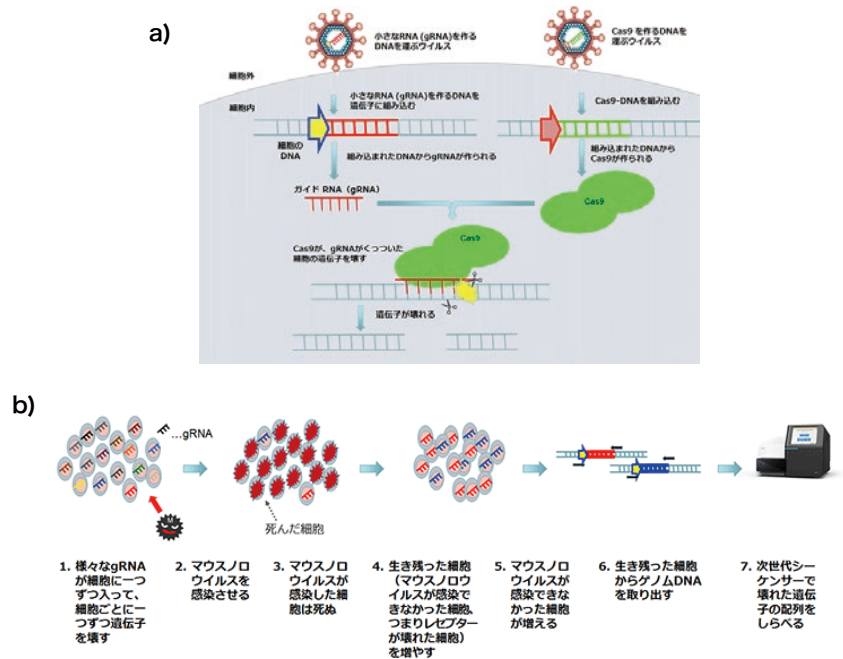 a)
小さなRNA (gRNA)を作る
DNAを運ぶウイルス
Cas9 を作るDNAを
運ぶウイルス
細胞外
細胞内
小さなRNA (gRNA)を作るDNAを
遺伝子に組み込む
Cas9-DNAを組み込む
細胞の
DNA
組み込まれたDNAからgRNAが作られる
組み込まれたDNAから
Cas9が作られる
ガイド RNA（gRNA）
Cas9
Cas9
Cas9が、gRNAがくっついた
細胞の遺伝子を壊す
遺伝子が壊れる
b)
…gRNA
死んだ細胞
1. 様々なgRNA
が細胞に一つ
ずつ入って、
細胞ごとに一
つずつ遺伝子
を壊す
2. マウスノロ
ウイルスを
感染させる
3. マウスノロ
ウイルスが
感染した細
胞は死ぬ
4. 生き残った細胞
（マウスノロウ
イルスが感染で
きなかった細胞、
つまりレセプター
が壊れた細胞）
を増やす
5. マウスノロ
ウイルスが
感染できな
かった細胞
が増える
6. 生き残った細胞
からゲノムDNA
を取り出す
7. 次世代シー
ケンサーで
壊れた遺伝
子の配列を
しらべる